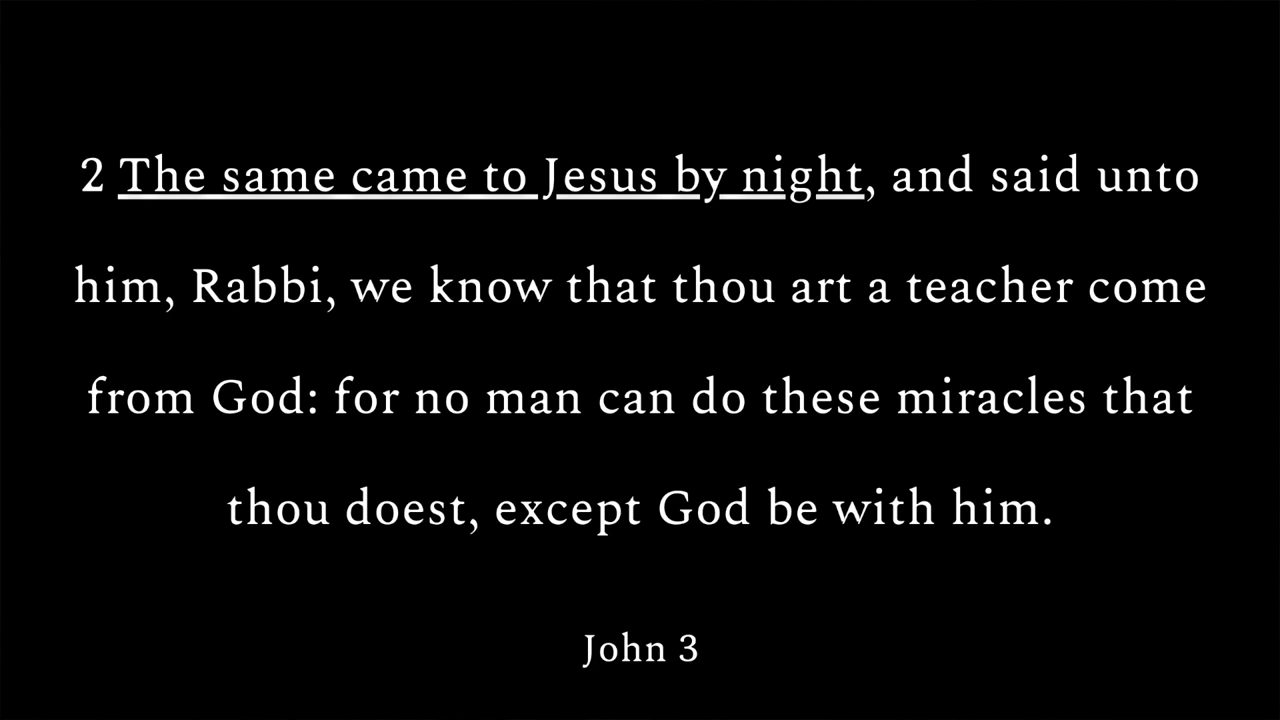 2 The same came to Jesus by night, and said unto
him, Rabbi, we know that thou art a teacher come
from God: for no man can do these miracles that
thou doest, except God be with him.
John 3